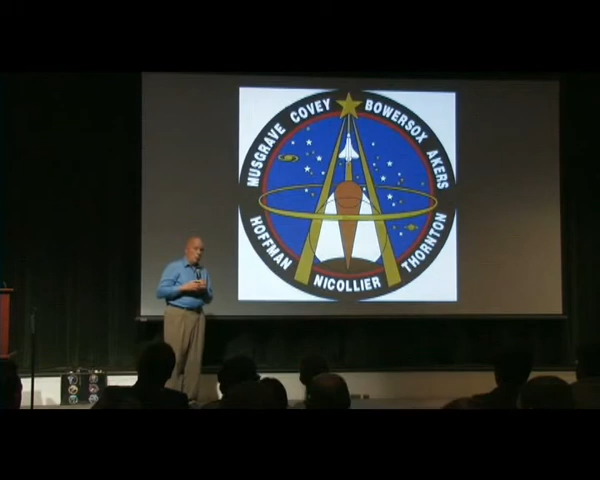 MUSGRAVE COVEY BOWERSOX AKERS
HOFFMAN NICOLLIER THORNTON